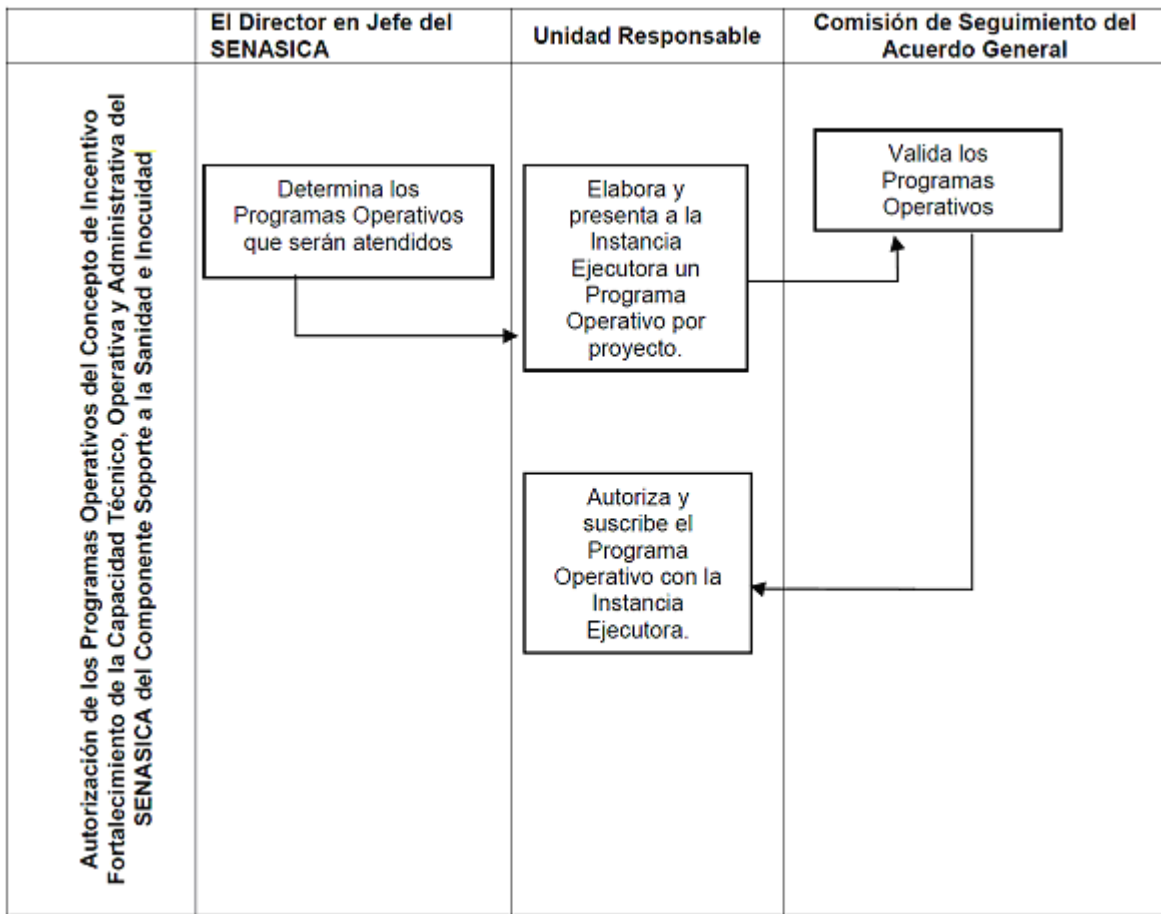 El Director en Jefe del
SENASICA
Unidad Responsable
Comisión de Seguimiento del
Acuerdo General
Autorización de los Programas Operativos del Concepto de Incentivo
Fortalecimiento de la Capacidad Técnico, Operativa y Administrativa del
SENASICA del Componente Soporte a la Sanidad e Inocuidad
Determina los
Programas Operativos
que serán atendidos
Elabora y
presenta a la
Instancia
Ejecutora un
Programa
Operativo por
proyecto.
Valida los
Programas
Operativos
Autoriza y
suscribe el
Programa
Operativo con la
Instancia
Ejecutora.